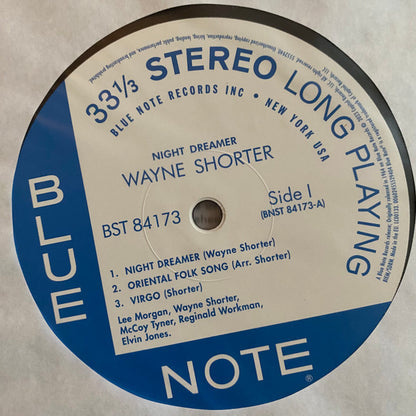 33⅓ STEREO LONG PLAYING
BLUE NOTE RECORDS INC • NEW YORK USA
NIGHT DREAMER
WAYNE SHORTER
BST 84173
Side I
(BNST 84173-A)
1. NIGHT DREAMER (Wayne Shorter)
2. ORIENTAL FOLK SONG (Arr. Shorter)
3. VIRGO (Shorter)
Lee Morgan, Wayne Shorter,
McCoy Tyner, Reginald Workman,
Elvin Jones.
BLUE
NOTE®